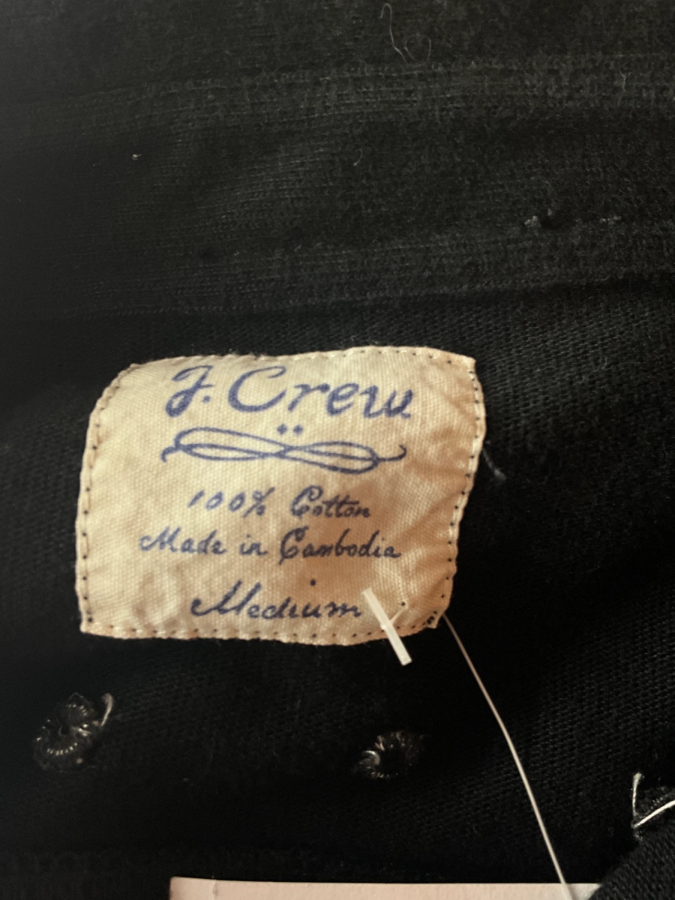 J. Crew
100% Cotton
Made in Cambodia
Medium